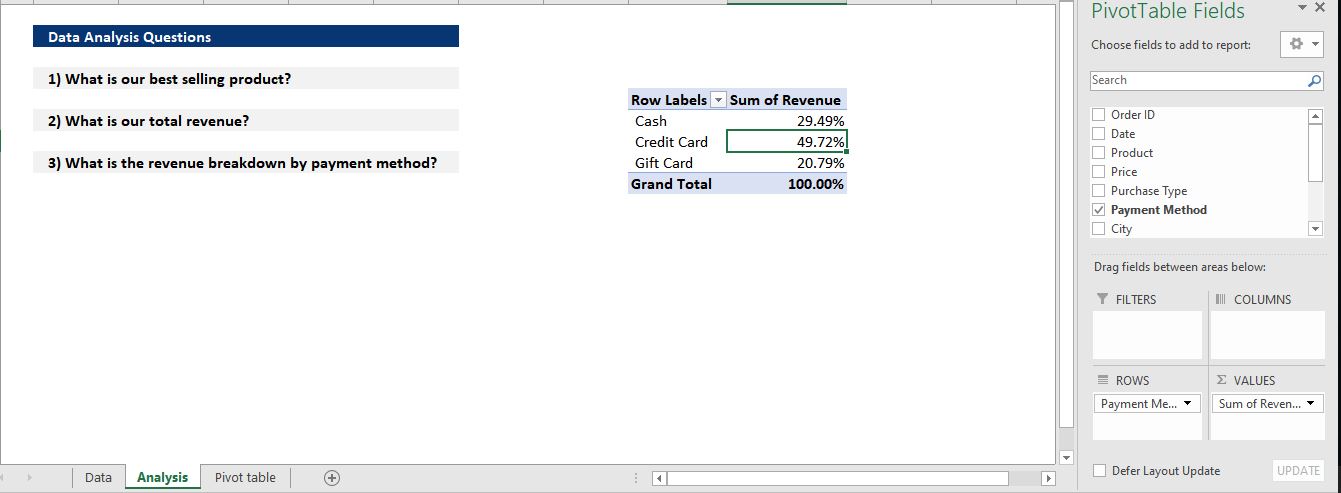 Data Analysis Questions
1) What is our best selling product?
2) What is our total revenue?
3) What is the revenue breakdown by payment method?
Row Labels Sum of Revenue
Cash 29.49%
Credit Card 49.72%
Gift Card 20.79%
Grand Total 100.00%
PivotTable Fields
Choose fields to add to report:
Search
Order ID
Date
Product
Price
Purchase Type
Payment Method
City
Drag fields between areas below:
FILTERS
COLUMNS
ROWS
Σ VALUES
Payment Me...
Sum of Reven...
Defer Layout Update
UPDATE
Data Analysis Pivot table